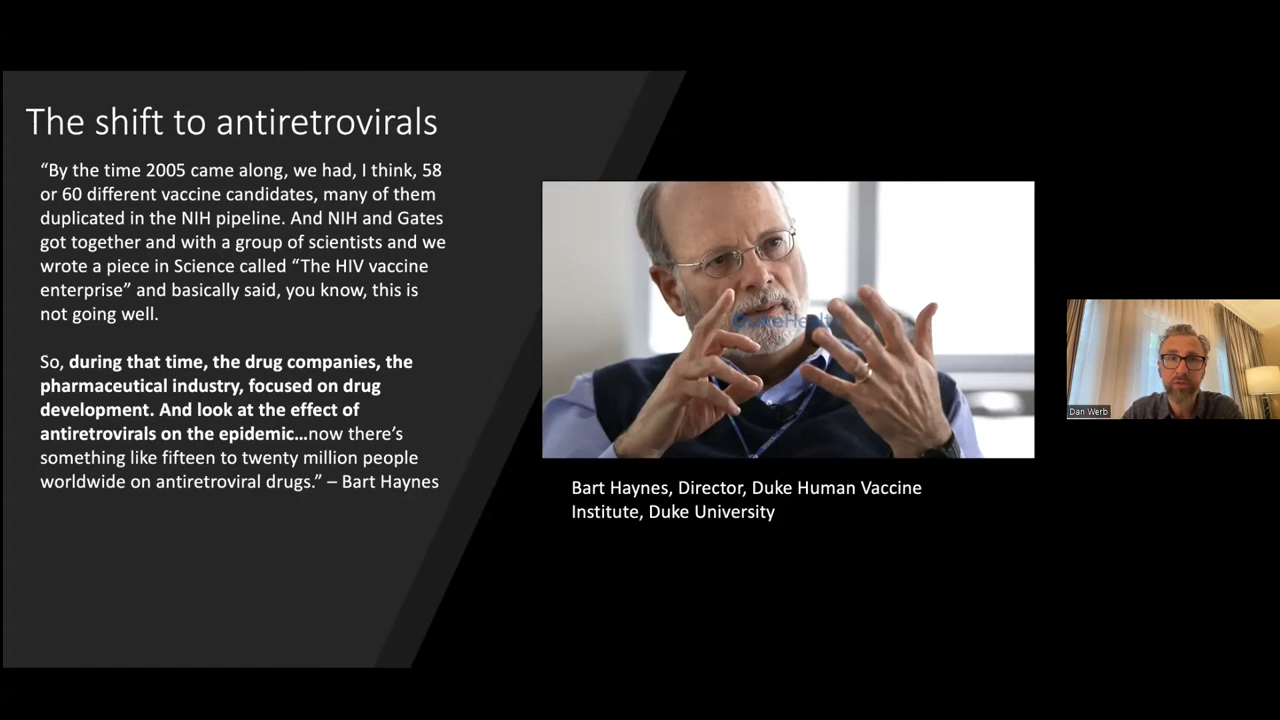 The shift to antiretrovirals
“By the time 2005 came along, we had, I think, 58
or 60 different vaccine candidates, many of them
duplicated in the NIH pipeline. And NIH and Gates
got together and with a group of scientists and we
wrote a piece in Science called “The HIV vaccine
enterprise” and basically said, you know, this is
not going well.
So, during that time, the drug companies, the
pharmaceutical industry, focused on drug
development. And look at the effect of
antiretrovirals on the epidemic…now there’s
something like fifteen to twenty million people
worldwide on antiretroviral drugs.” – Bart Haynes
DukeHealth
Bart Haynes, Director, Duke Human Vaccine
Institute, Duke University
Dan Werb